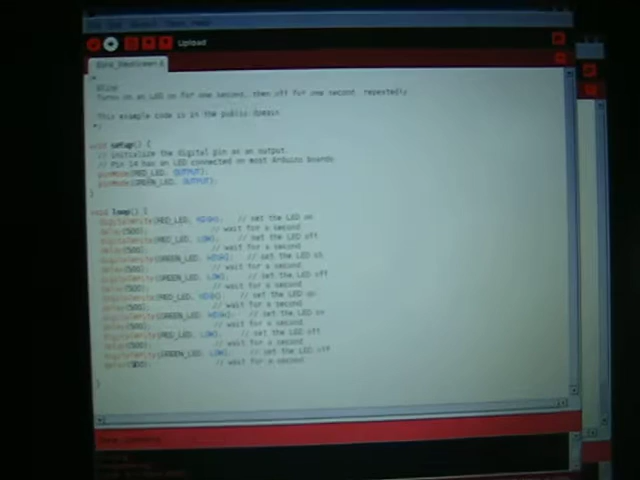 Upload
Blink
Turns on an LED on for one second, then off for one second, repeatedly.
This example code is in the public domain.
*/
void setup() {
// initialize the digital pin as an output.
// Pin 14 has an LED connected on most Arduino boards
pinMode(RED_LED, OUTPUT);
pinMode(GREEN_LED, OUTPUT);
}
void loop() {
digitalWrite(RED_LED, HIGH); // set the LED on
delay(500); // wait for a second
digitalWrite(RED_LED, LOW); // set the LED off
delay(500); // wait for a second
digitalWrite(GREEN_LED, HIGH); // set the LED on
delay(500); // wait for a second
digitalWrite(GREEN_LED, LOW); // set the LED off
delay(500); // wait for a second
digitalWrite(RED_LED, HIGH); // set the LED on
delay(500); // wait for a second
digitalWrite(GREEN_LED, HIGH); // set the LED on
delay(500); // wait for a second
digitalWrite(RED_LED, LOW); // set the LED off
delay(500); // wait for a second
digitalWrite(GREEN_LED, LOW); // set the LED off
delay(500); // wait for a second
}